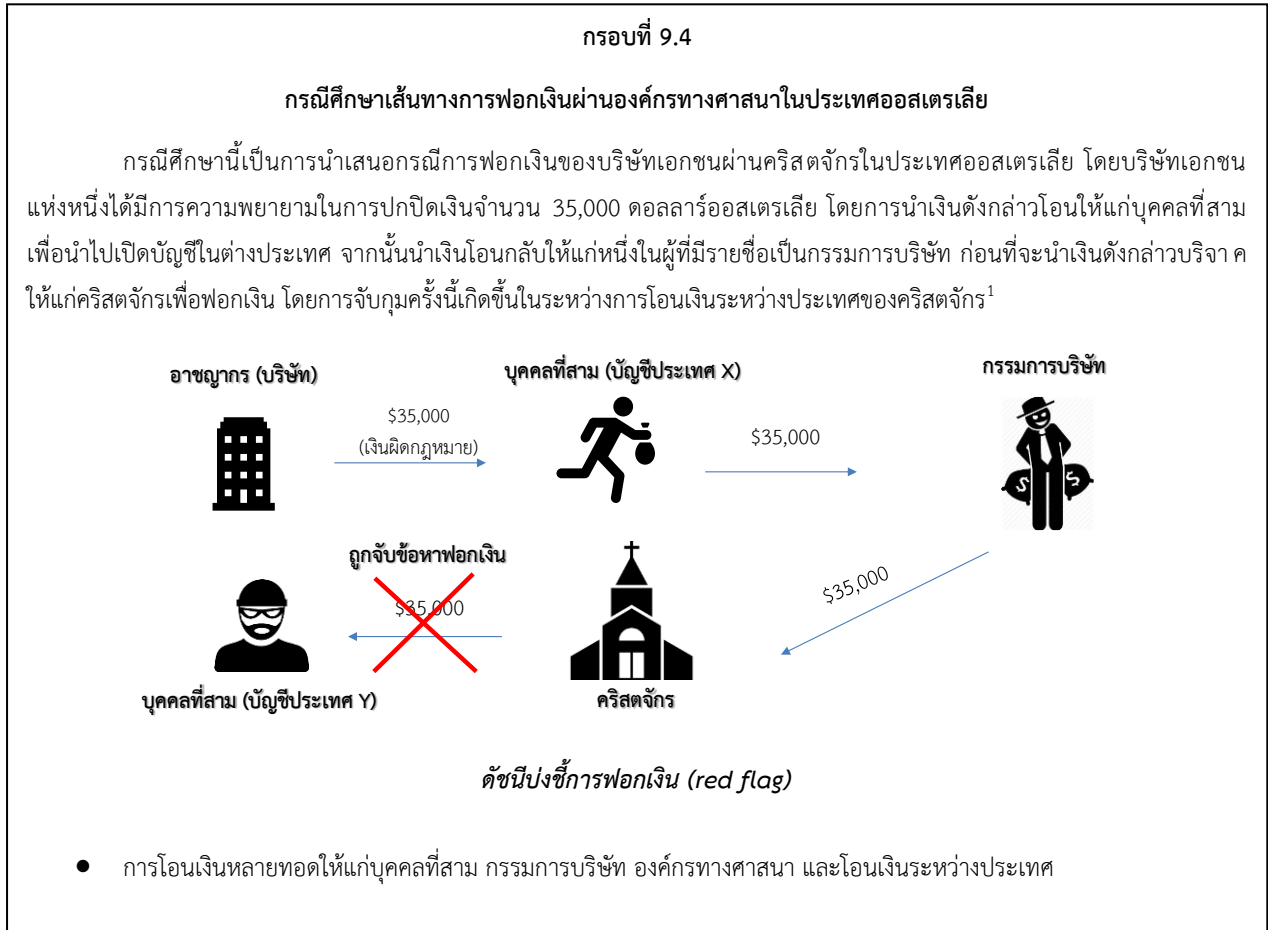 กรอบที่ 9.4
กรณีศึกษาเส้นทางการฟอกเงินผ่านองค์กรทางศาสนาในประเทศออสเตรเลีย
กรณีศึกษานี้เป็นการนำเสนอกรณีการฟอกเงินของบริษัทเอกชนผ่านคริสตจักรในประเทศออสเตรเลีย โดยบริษัทเอกชน
แห่งหนึ่งได้มีการความพยายามในการปกปิดเงินจำนวน 35,000 ดอลลาร์ออสเตรเลีย โดยการนำเงินดังกล่าวโอนให้แก่บุคคลที่สาม
เพื่อนำไปเปิดบัญชีในต่างประเทศ จากนั้นนำเงินโอนกลับให้แก่หนึ่งในผู้ที่มีรายชื่อเป็นกรรมการบริษัท ก่อนที่จะนำเงินดังกล่าวบริจาค
ให้แก่คริสตจักรเพื่อฟอกเงิน โดยการจับกุมครั้งนี้เกิดขึ้นในระหว่างการโอนเงินระหว่างประเทศของคริสตจักร1
อาชญากร (บริษัท)
บุคคลที่สาม (บัญชีประเทศ X)
กรรมการบริษัท
$35,000
(เงินผิดกฎหมาย)
$35,000
$ $
ถูกจับข้อหาฟอกเงิน
$35,000
$35,000
บุคคลที่สาม (บัญชีประเทศ Y)
คริสตจักร
ดัชนีบ่งชี้การฟอกเงิน (red flag)
● การโอนเงินหลายทอดให้แก่บุคคลที่สาม กรรมการบริษัท องค์กรทางศาสนา และโอนเงินระหว่างประเทศ